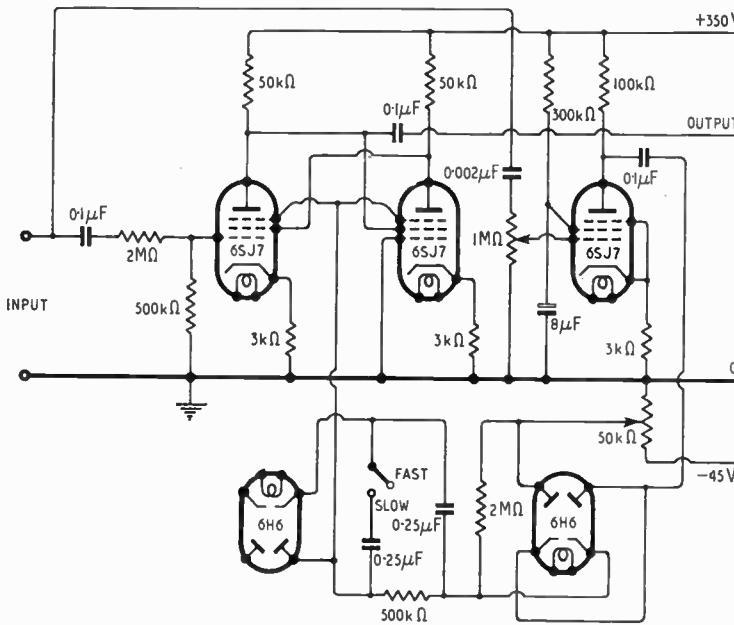 +350V
50kΩ
50kΩ
300kΩ
100kΩ
0·1μF
OUTPUT
0·002μF
0·1μF
0·1μF
6SJ7
6SJ7
1MΩ
6SJ7
2MΩ
INPUT
500kΩ
3kΩ
3kΩ
8μF
3kΩ
50kΩ
-45V
FAST
SLOW
6H6
0·25μF
0·25μF
2MΩ
6H6
500kΩ